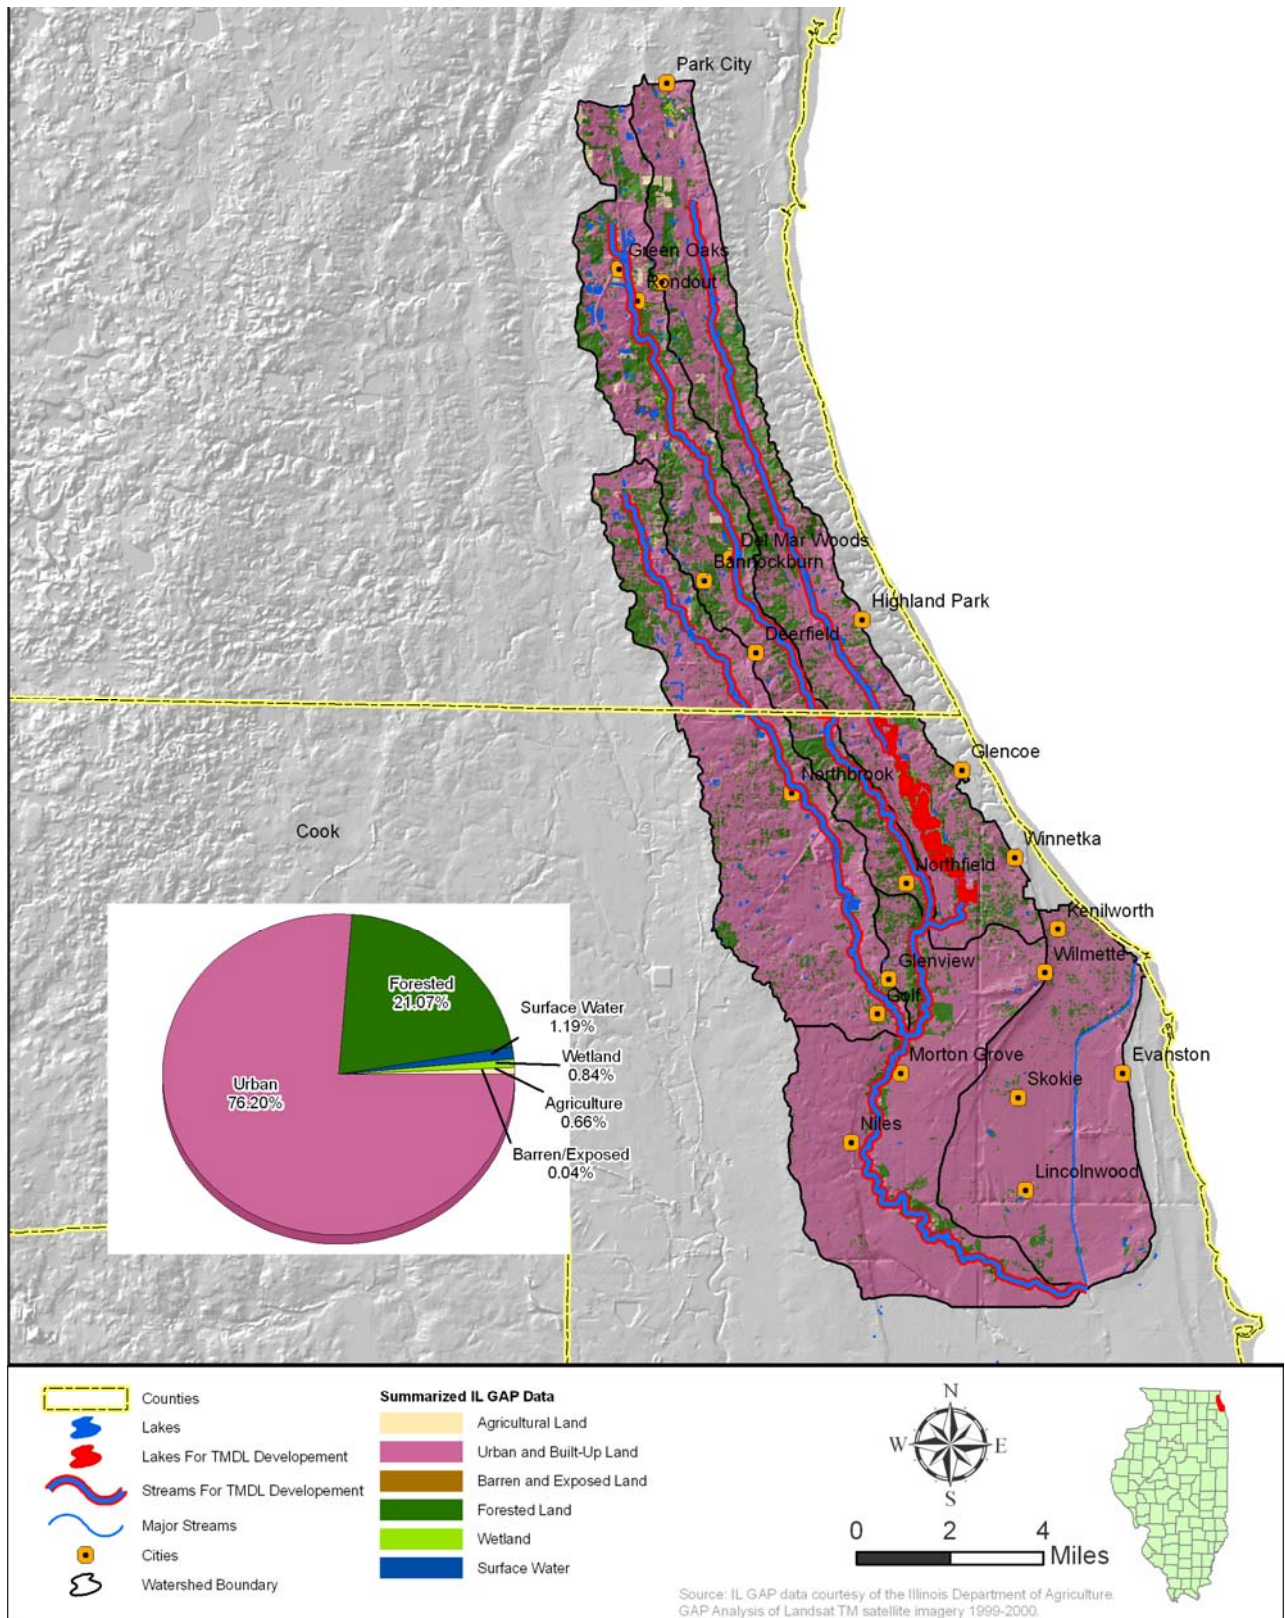 Park City
Green Oaks
Rondout
Del Mar Woods
Bannockburn
Highland Park
Deerfield
Glencoe
Northbrook
Cook
Winnetka
Northfield
Kenilworth
Wilmette
Glenview
Golf
Morton Grove
Evanston
Skokie
Niles
Lincolnwood
Forested
21.07%
Surface Water
1.19%
Wetland
0.84%
Urban
76.20%
Agriculture
0.66%
Barren/Exposed
0.04%
Counties
Lakes
Lakes For TMDL Developement
Streams For TMDL Developement
Major Streams
Cities
Watershed Boundary
Summarized IL GAP Data
Agricultural Land
Urban and Built-Up Land
Barren and Exposed Land
Forested Land
Wetland
Surface Water
N
W
E
S
0 2 4
Miles
Source: IL GAP data courtesy of the Illinois Department of Agriculture.
GAP Analysis of Landsat TM satellite imagery 1999-2000.